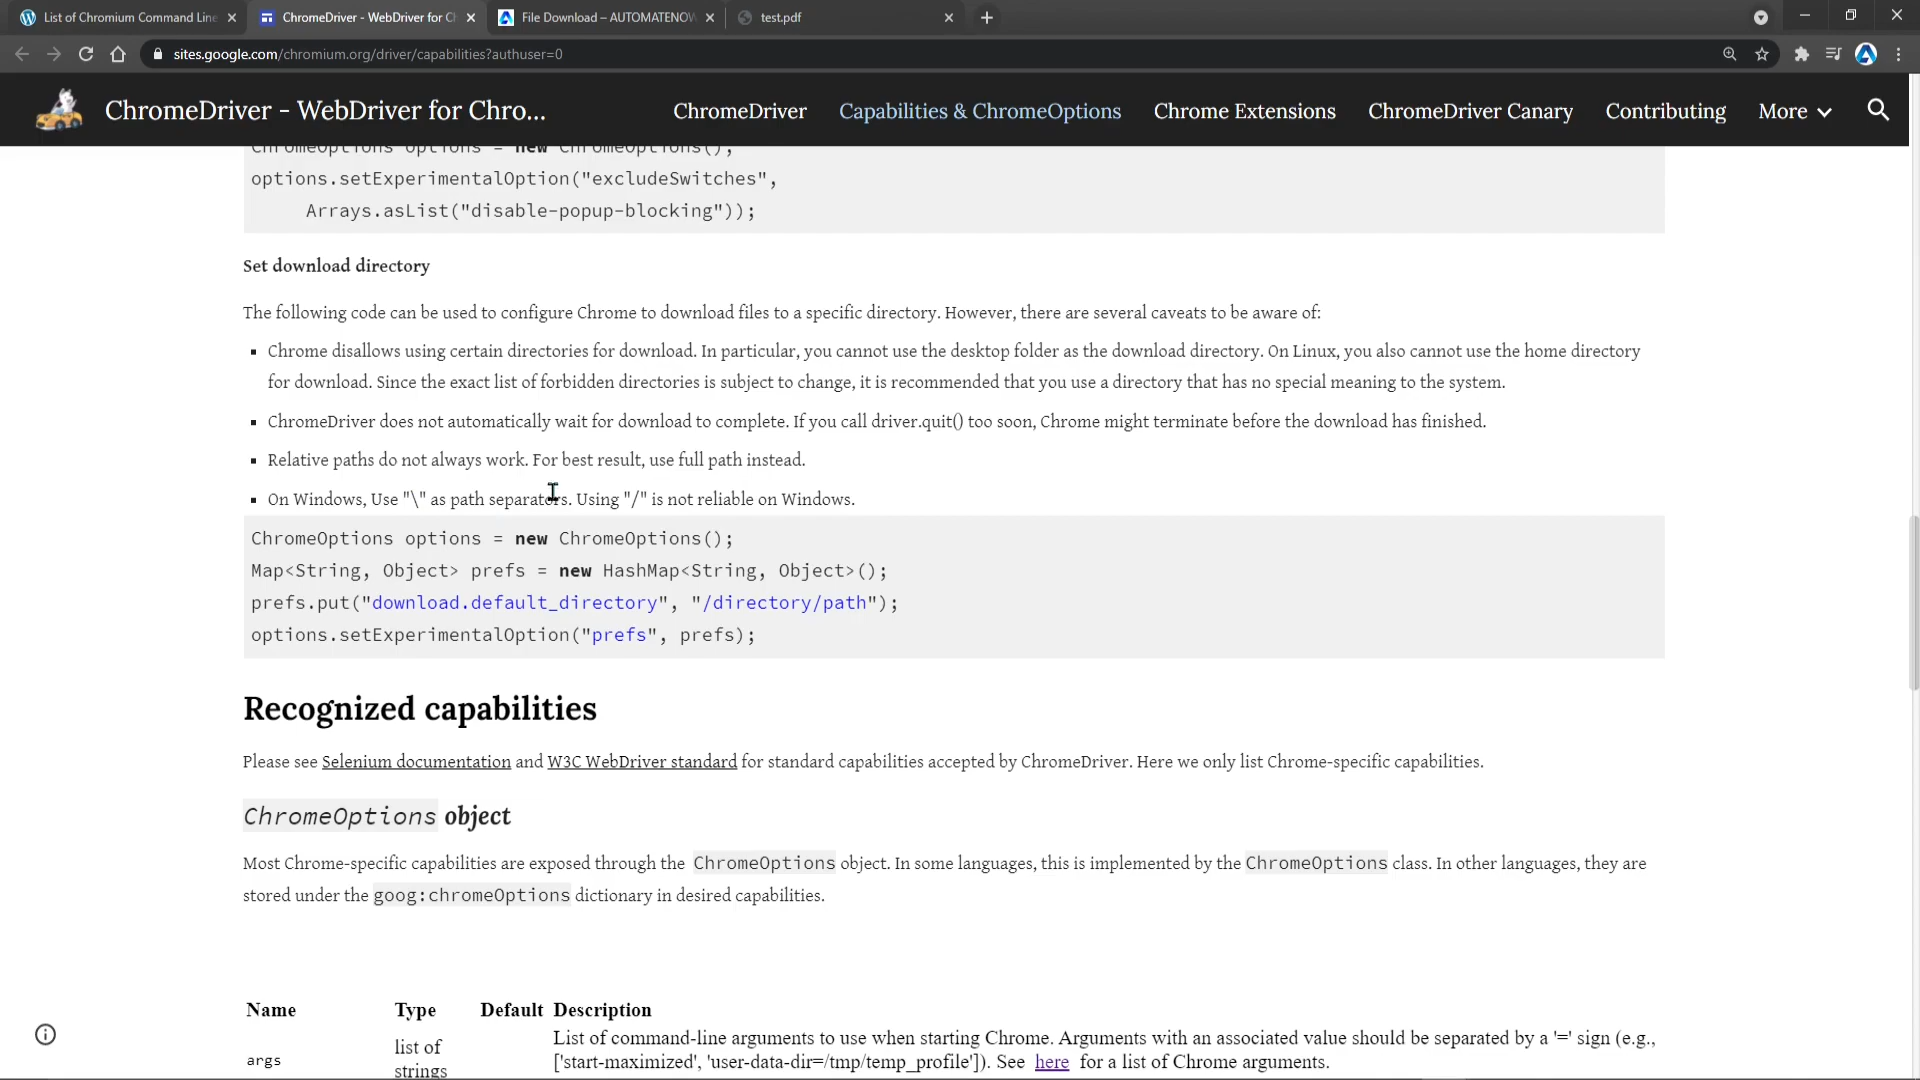 List of Chromium Command Line
ChromeDriver - WebDriver for Ch
File Download – AUTOMATENOW
test.pdf
sites.google.com/chromium.org/driver/capabilities?authuser=0
ChromeDriver - WebDriver for Chro...
ChromeDriver
Capabilities & ChromeOptions
Chrome Extensions
ChromeDriver Canary
Contributing
More
ChromeOptions options = new ChromeOptions();
options.setExperimentalOption("excludeSwitches",
Arrays.asList("disable-popup-blocking"));
Set download directory
The following code can be used to configure Chrome to download files to a specific directory. However, there are several caveats to be aware of:
▪ Chrome disallows using certain directories for download. In particular, you cannot use the desktop folder as the download directory. On Linux, you also cannot use the home directory
for download. Since the exact list of forbidden directories is subject to change, it is recommended that you use a directory that has no special meaning to the system.
▪ ChromeDriver does not automatically wait for download to complete. If you call driver.quit() too soon, Chrome might terminate before the download has finished.
▪ Relative paths do not always work. For best result, use full path instead.
▪ On Windows, Use "\" as path separators. Using "/" is not reliable on Windows.
ChromeOptions options = new ChromeOptions();
Map<String, Object> prefs = new HashMap<String, Object>();
prefs.put("download.default_directory", "/directory/path");
options.setExperimentalOption("prefs", prefs);
Recognized capabilities
Please see Selenium documentation and W3C WebDriver standard for standard capabilities accepted by ChromeDriver. Here we only list Chrome-specific capabilities.
ChromeOptions object
Most Chrome-specific capabilities are exposed through the ChromeOptions object. In some languages, this is implemented by the ChromeOptions class. In other languages, they are
stored under the goog:chromeOptions dictionary in desired capabilities.
Name Type Default Description
args list of strings List of command-line arguments to use when starting Chrome. Arguments with an associated value should be separated by a '=' sign (e.g.,
['start-maximized', 'user-data-dir=/tmp/temp_profile']). See here for a list of Chrome arguments.